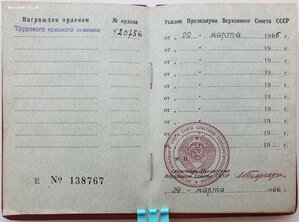 Награжден орденом № ордена
Трудового красного знамени 420756
Е № 138767
Указом Президиума Верховного Совета СССР
от „22" марта 1966 г.
от „ " 19 г.
от „ " 19 г.
от „ " 19 г.
от „ " 19 г.
от „ " 19 г.
от „ " 19 г.
от „ " 19 г.
от „ " 19 г.
М. П.
Секретарь Президиума
Верховного Совета СССР
„29" марта 1966 г.